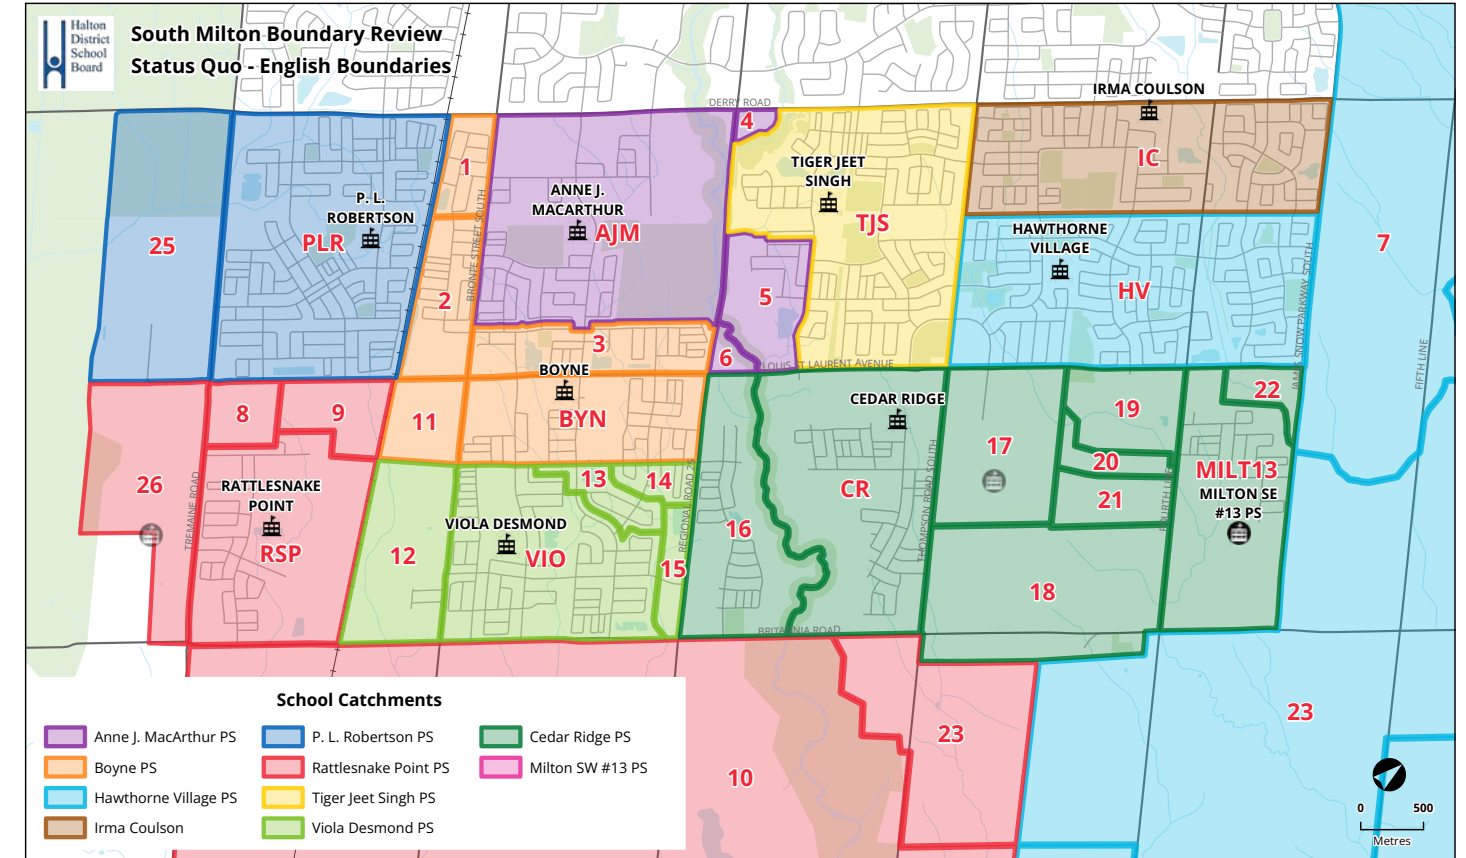 Halton
District
School
Board
South Milton Boundary Review
Status Quo - English Boundaries
IRMA COULSON
DERRY ROAD
4
1
TIGER JEET
SINGH
IC
P. L.
ROBERTSON
ANNE J.
MACARTHUR
25
PLR
AJM
TJS
HAWTHORNE
VILLAGE
7
BRONTE STREET SOUTH
2
5
HV
JAMES SNOW PARKWAY SOUTH
3
6
LOUIS ST LAURENT AVENUE
FIFTH LINE
BOYNE
8
9
11
BYN
CEDAR RIDGE
19
22
17
20
MILT13
26
RATTLESNAKE
POINT
13
14
CR
21
MILTON SE
#13 PS
TREMAINE ROAD
REGIONAL ROAD 25
THOMPSON ROAD SOUTH
FOURTH LINE
RSP
12
VIOLA DESMOND
VIO
15
16
18
BRITANNIA ROAD
School Catchments
Anne J. MacArthur PS
P. L. Robertson PS
Cedar Ridge PS
Boyne PS
Rattlesnake Point PS
Milton SW #13 PS
Hawthorne Village PS
Tiger Jeet Singh PS
Irma Coulson
Viola Desmond PS
10
23
23
0 500
Metres